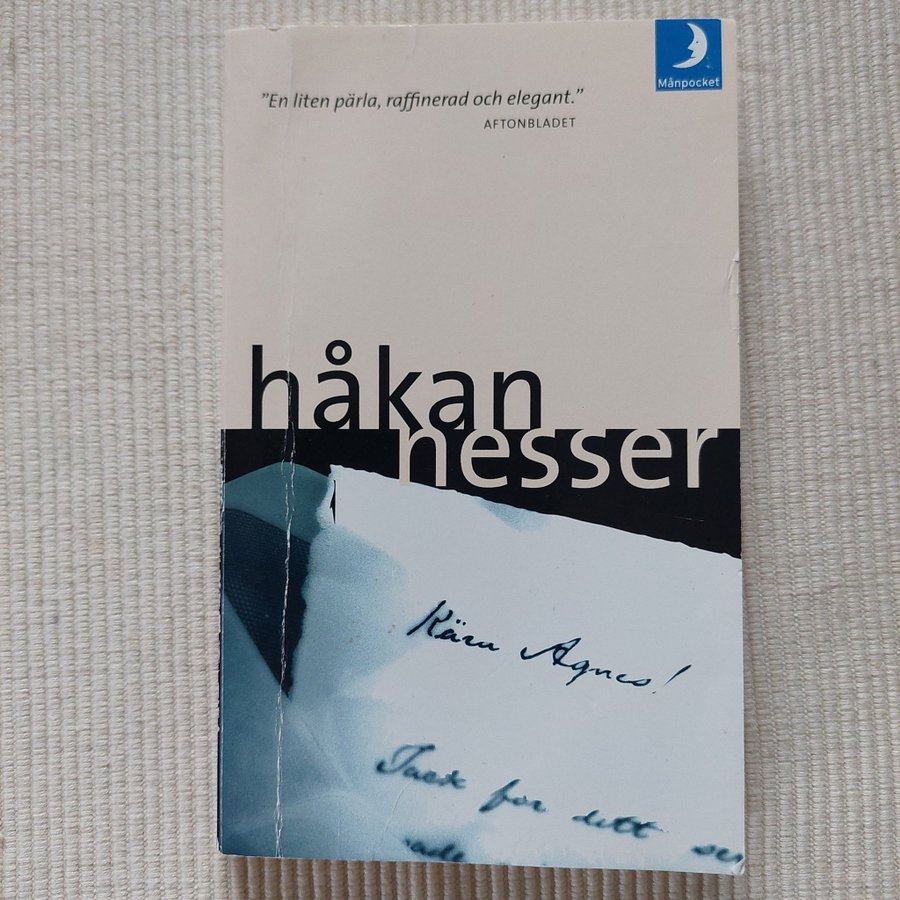 "En liten pärla, raffinerad och elegant."
AFTONBLADET
Månpocket
håkan
nesser
Kära Agnes!
Tack för ditt